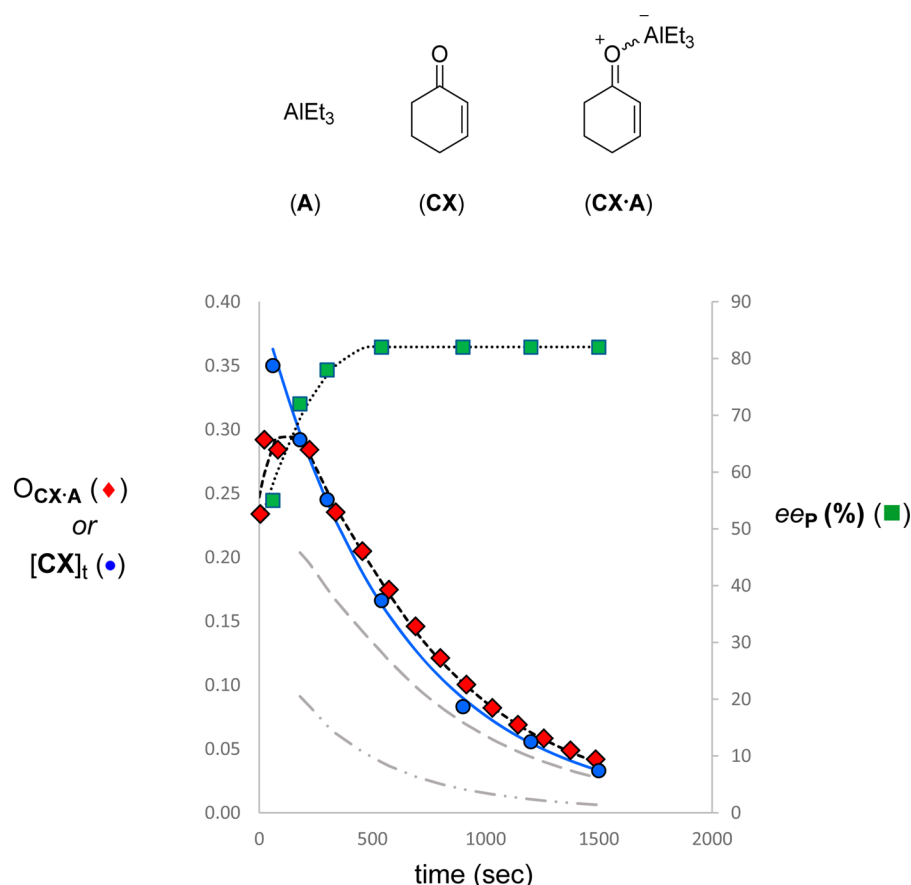 −
+
O AlEt3
O
AlEt3
(A) (CX) (CX·A)
0.40 90
80
0.35
70
0.30
60
0.25
OCX·A (♦) 50
or eeP (%) (■)
0.20
[CX]t (●) 40
0.15
30
0.10
20
0.05
10
0.00 0
0 500 1000 1500 2000
time (sec)